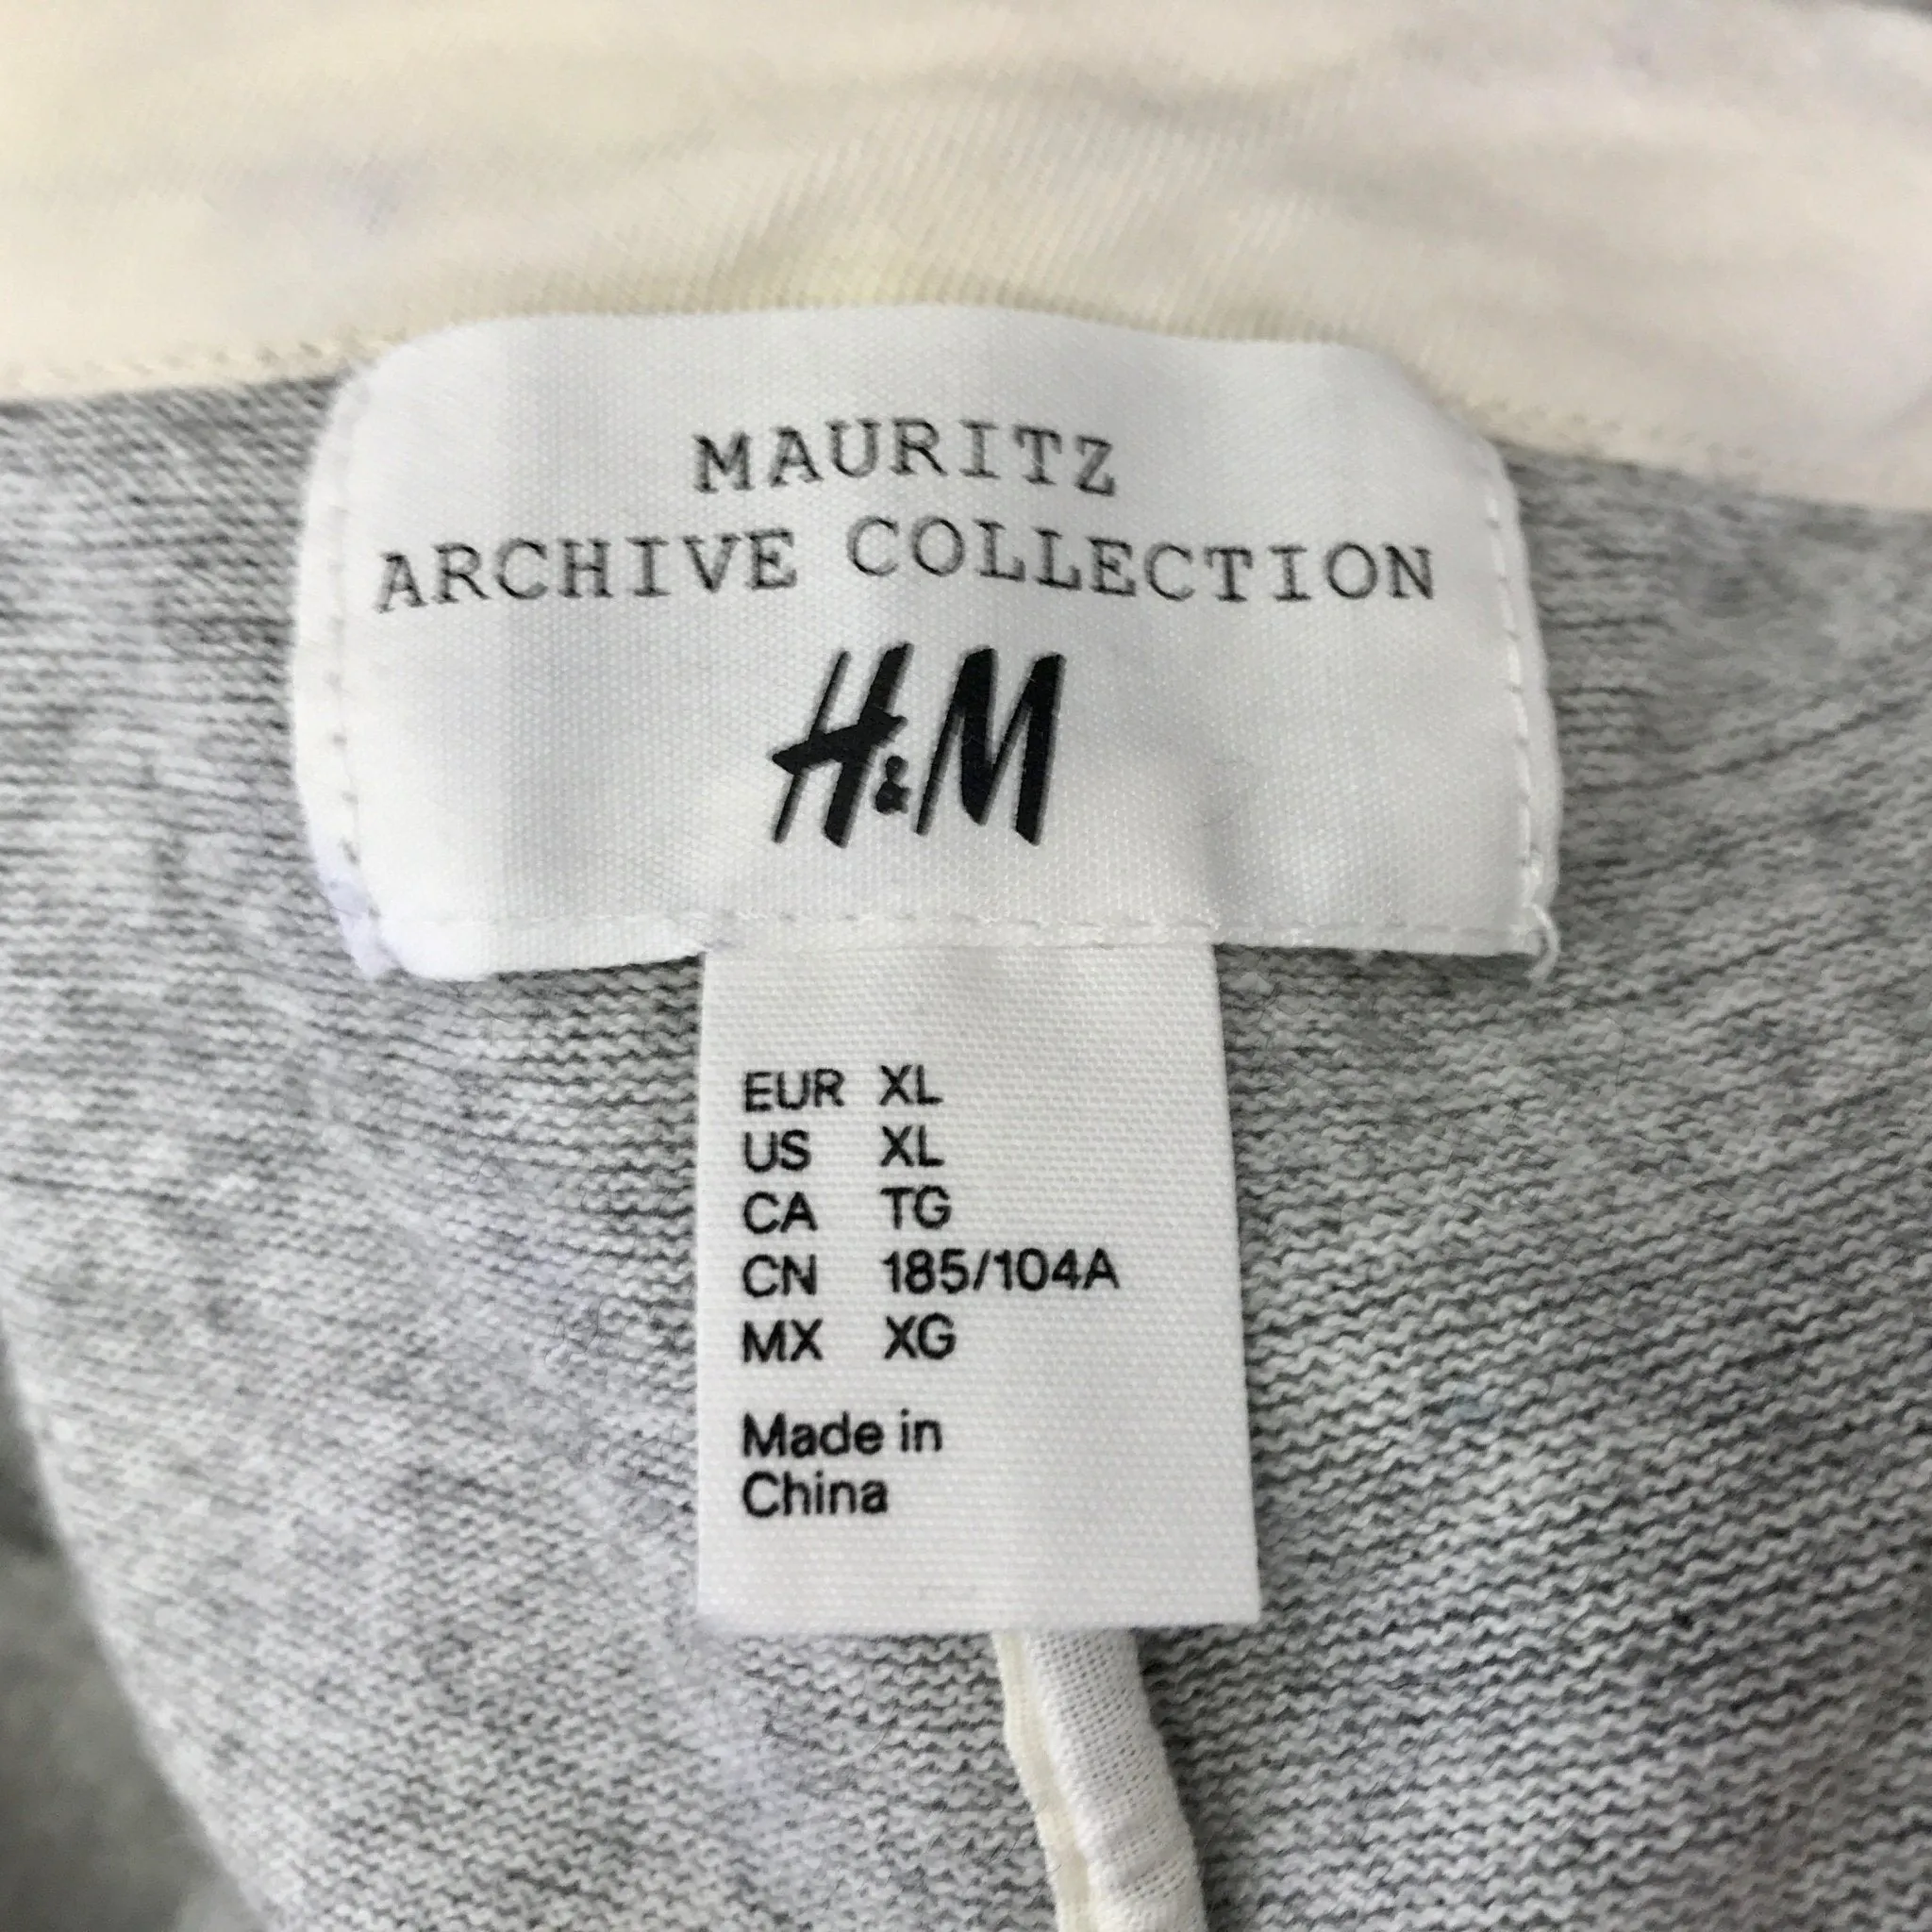 MAURITZ
ARCHIVE COLLECTION
H&M
EUR XL
US XL
CA TG
CN 185/104A
MX XG
Made in
China